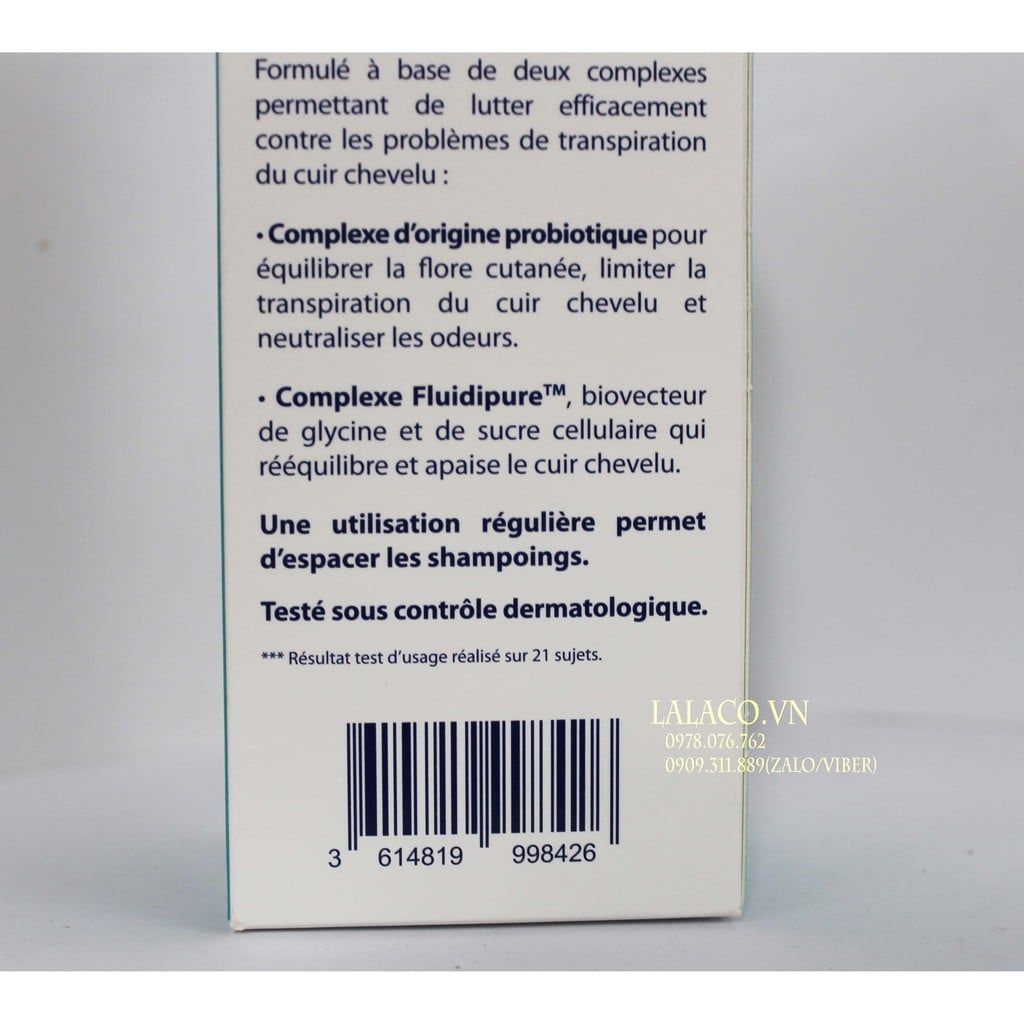 Formulé à base de deux complexes
permettant de lutter efficacement
contre les problèmes de transpiration
du cuir chevelu :
• Complexe d'origine probiotique pour
équilibrer la flore cutanée, limiter la
transpiration du cuir chevelu et
neutraliser les odeurs.
• Complexe Fluidipure™, biovecteur
de glycine et de sucre cellulaire qui
rééquilibre et apaise le cuir chevelu.
Une utilisation régulière permet
d'espacer les shampoings.
Testé sous contrôle dermatologique.
*** Résultat test d'usage réalisé sur 21 sujets.
LALACO.VN
0978.076.762
0909.311.889(ZALO/VIBER)
3 614819 998426